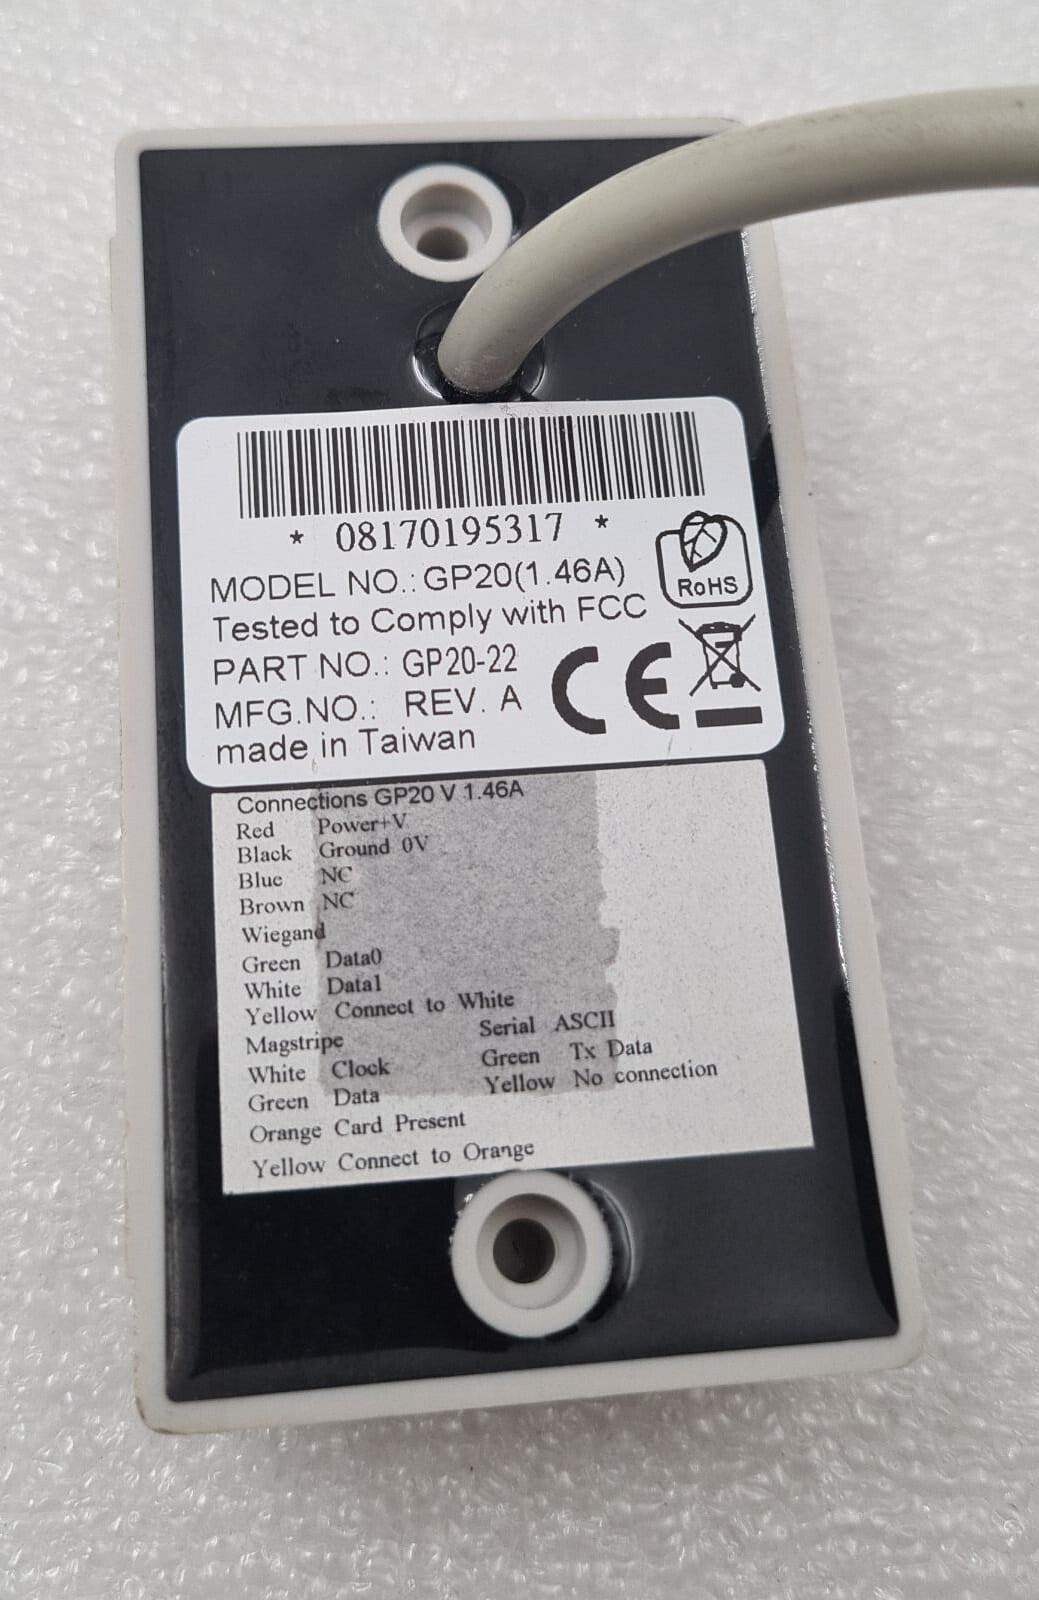 * 08170195317 *
MODEL NO.: GP20(1.46A)
RoHS
Tested to Comply with FCC
PART NO.: GP20-22
CE
MFG.NO.: REV. A
made in Taiwan
Connections GP20 V 1.46A
Red Power+V
Black Ground 0V
Blue NC
Brown NC
Wiegand
Green Data0
White Data1
Yellow Connect to White
Magstripe
White Clock
Green Data
Orange Card Present
Yellow Connect to Orange
Serial ASCII
Green Tx Data
Yellow No connection